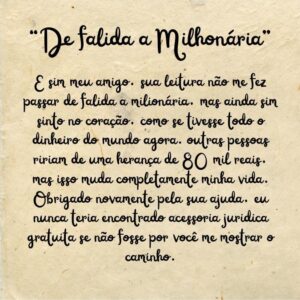 “De falida a Milhonária”
E sim meu amigo. sua leitura não me fez
passar de falida a milionária. mas ainda sim
sinto no coração. como se tivesse todo o
dinheiro do mundo agora. outras pessoas
ririam de uma herança de 80 mil reais.
mas isso muda completamente minha vida.
Obrigado novamente pela sua ajuda. eu
nunca teria encontrado acessoria juridica
gratuita se não fosse por você me mostrar o
caminho.